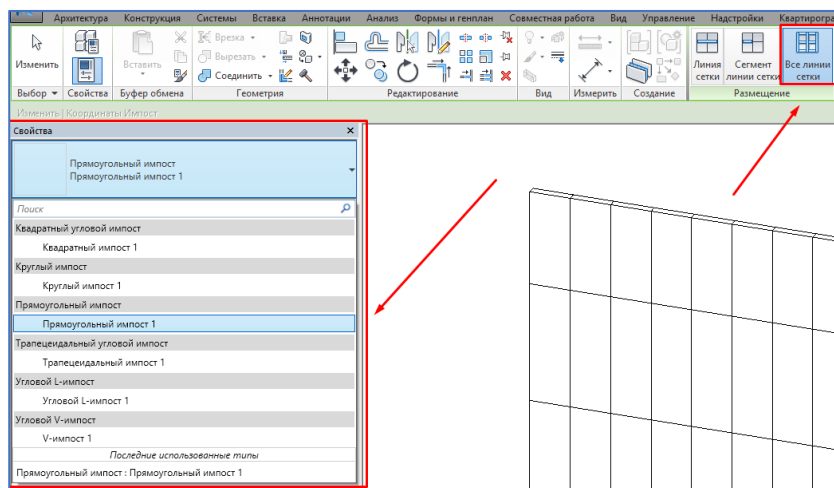 Архитектура Конструкция Системы Вставка Аннотации Анализ Формы и генплан Совместная работа Вид Управление Надстройки Квартирогра
Изменить
Вставить
Врезка
Вырезать
Соединить
Линия сетки
Сегмент линии сетки
Все линии сетки
Выбор Свойства Буфер обмена Геометрия Редактирование Вид Измерить Создание Размещение
Изменить | Координаты Импост
Свойства
Прямоугольный импост
Прямоугольный импост 1
Поиск
Квадратный угловой импост
Квадратный импост 1
Круглый импост
Круглый импост 1
Прямоугольный импост
Прямоугольный импост 1
Трапецеидальный угловой импост
Трапецеидальный импост 1
Угловой L-импост
Угловой L-импост 1
Угловой V-импост
V-импост 1
Последние использованные типы
Прямоугольный импост : Прямоугольный импост 1